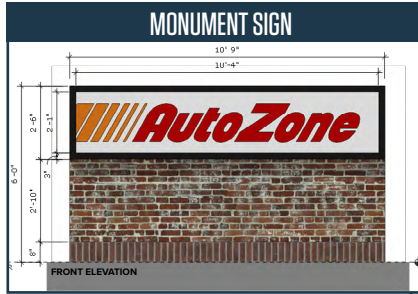 MONUMENT SIGN
10' 9"
10'-4"
AutoZone
6 -0"
2 -6"
2 -1"
3"
2'-10"
8"
FRONT ELEVATION